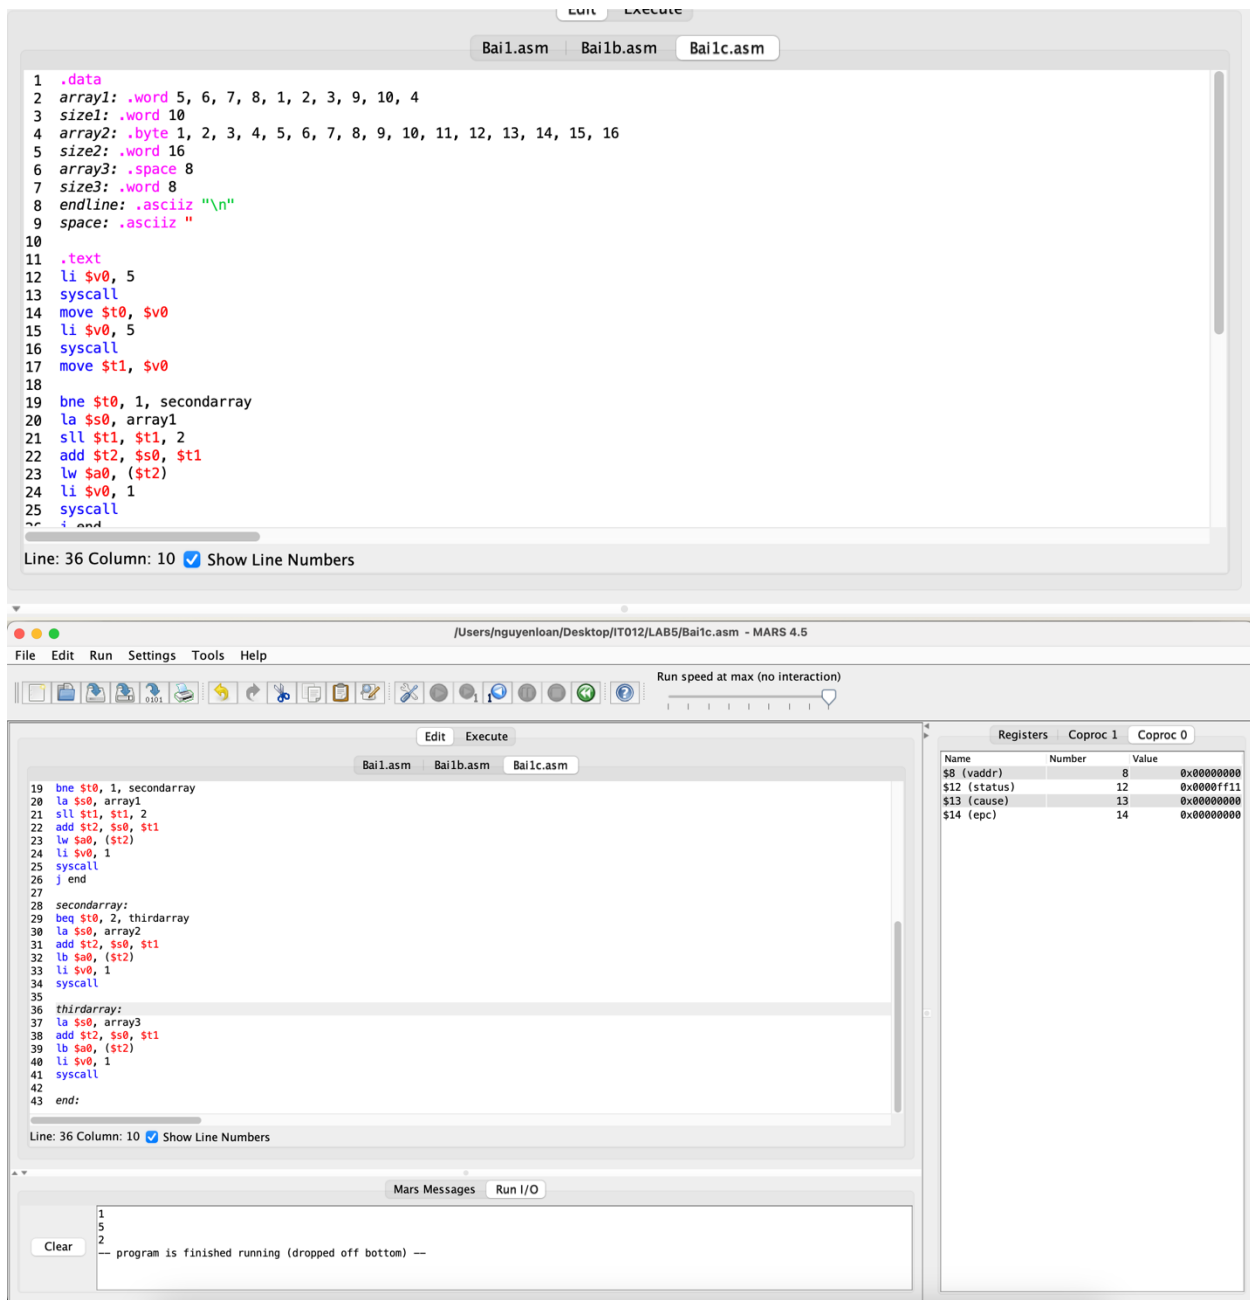 Edit Execute
Bai1.asm Bai1b.asm Bai1c.asm
1 .data
2 array1: .word 5, 6, 7, 8, 1, 2, 3, 9, 10, 4
3 size1: .word 10
4 array2: .byte 1, 2, 3, 4, 5, 6, 7, 8, 9, 10, 11, 12, 13, 14, 15, 16
5 size2: .word 16
6 array3: .space 8
7 size3: .word 8
8 endline: .asciiz "\n"
9 space: .asciiz "
10
11 .text
12 li $v0, 5
13 syscall
14 move $t0, $v0
15 li $v0, 5
16 syscall
17 move $t1, $v0
18
19 bne $t0, 1, secondarray
20 la $s0, array1
21 sll $t1, $t1, 2
22 add $t2, $s0, $t1
23 lw $a0, ($t2)
24 li $v0, 1
25 syscall
26 j end
Line: 36 Column: 10 Show Line Numbers
/Users/nguyenloan/Desktop/IT012/LAB5/Bai1c.asm - MARS 4.5
File Edit Run Settings Tools Help
Run speed at max (no interaction)
Edit Execute
Bai1.asm Bai1b.asm Bai1c.asm
19 bne $t0, 1, secondarray
20 la $s0, array1
21 sll $t1, $t1, 2
22 add $t2, $s0, $t1
23 lw $a0, ($t2)
24 li $v0, 1
25 syscall
26 j end
27
28 secondarray:
29 beq $t0, 2, thirdarray
30 la $s0, array2
31 add $t2, $s0, $t1
32 lb $a0, ($t2)
33 li $v0, 1
34 syscall
35
36 thirdarray:
37 la $s0, array3
38 add $t2, $s0, $t1
39 lb $a0, ($t2)
40 li $v0, 1
41 syscall
42
43 end:
Line: 36 Column: 10 Show Line Numbers
Registers Coproc 1 Coproc 0
Name Number Value
$8 (vaddr) 8 0x00000000
$12 (status) 12 0x0000ff11
$13 (cause) 13 0x00000000
$14 (epc) 14 0x00000000
Mars Messages Run I/O
Clear
1
5
2
-- program is finished running (dropped off bottom) --